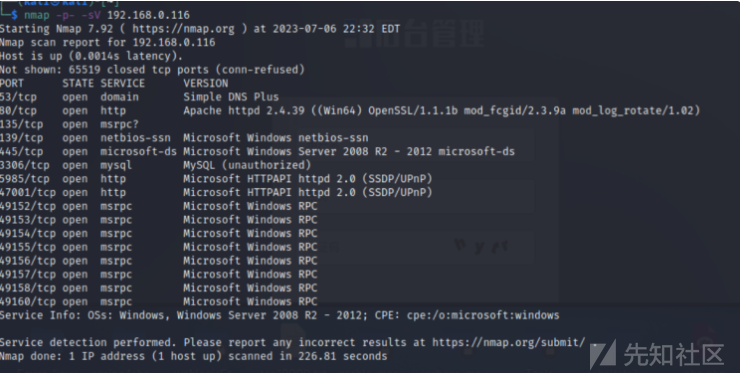 (kali㉿kali)-[~]
$ nmap -p- -sV 192.168.0.116
Starting Nmap 7.92 ( https://nmap.org ) at 2023-07-06 22:32 EDT
Nmap scan report for 192.168.0.116
Host is up (0.0014s latency).
Not shown: 65519 closed tcp ports (conn-refused)
PORT STATE SERVICE VERSION
53/tcp open domain Simple DNS Plus
80/tcp open http Apache httpd 2.4.39 ((Win64) OpenSSL/1.1.1b mod_fcgid/2.3.9a mod_log_rotate/1.02)
135/tcp open msrpc?
139/tcp open netbios-ssn Microsoft Windows netbios-ssn
445/tcp open microsoft-ds Microsoft Windows Server 2008 R2 - 2012 microsoft-ds
3306/tcp open mysql MySQL (unauthorized)
5985/tcp open http Microsoft HTTPAPI httpd 2.0 (SSDP/UPnP)
47001/tcp open http Microsoft HTTPAPI httpd 2.0 (SSDP/UPnP)
49152/tcp open msrpc Microsoft Windows RPC
49153/tcp open msrpc Microsoft Windows RPC
49154/tcp open msrpc Microsoft Windows RPC
49155/tcp open msrpc Microsoft Windows RPC
49156/tcp open msrpc Microsoft Windows RPC
49157/tcp open msrpc Microsoft Windows RPC
49158/tcp open msrpc Microsoft Windows RPC
49160/tcp open msrpc Microsoft Windows RPC
Service Info: OSs: Windows, Windows Server 2008 R2 - 2012; CPE: cpe:/o:microsoft:windows
Service detection performed. Please report any incorrect results at https://nmap.org/submit/ .
Nmap done: 1 IP address (1 host up) scanned in 226.81 seconds
台管理
先知社区